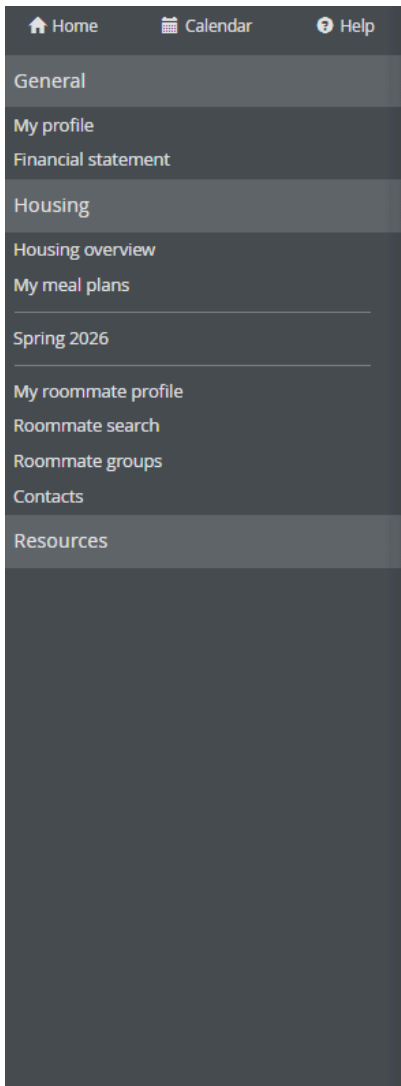 Home Calendar Help
General
My profile
Financial statement
Housing
Housing overview
My meal plans
Spring 2026
My roommate profile
Roommate search
Roommate groups
Contacts
Resources